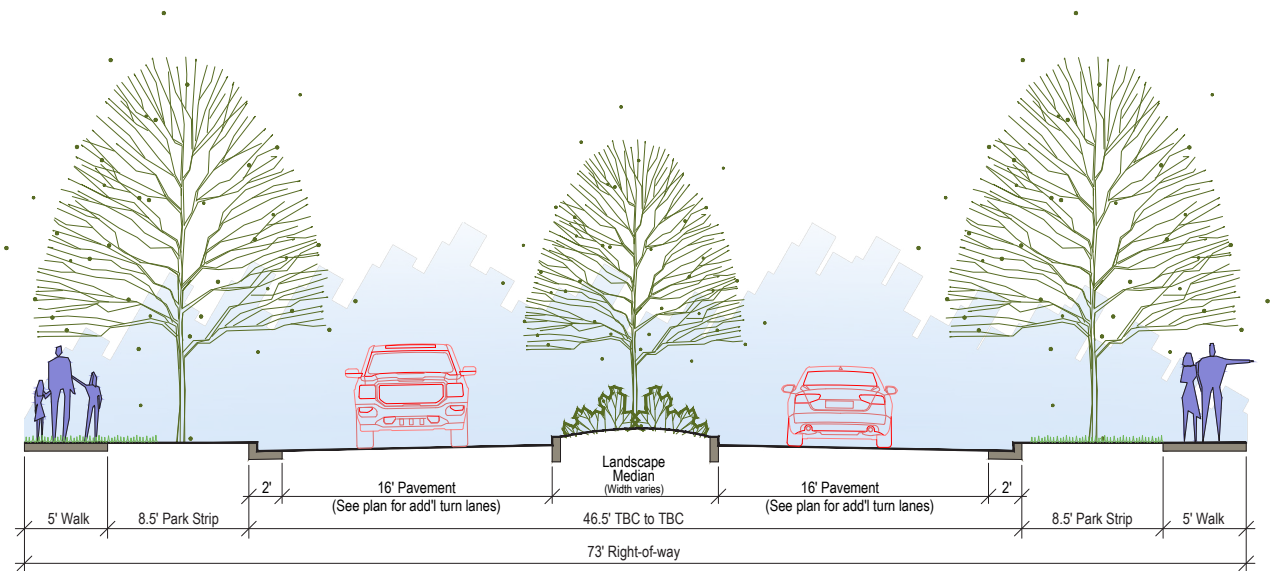 Landscape
Median
(Width varies)
2'
16' Pavement
(See plan for add'l turn lanes)
16' Pavement
(See plan for add'l turn lanes)
2'
5' Walk
8.5' Park Strip
46.5' TBC to TBC
8.5' Park Strip
5' Walk
73' Right-of-way